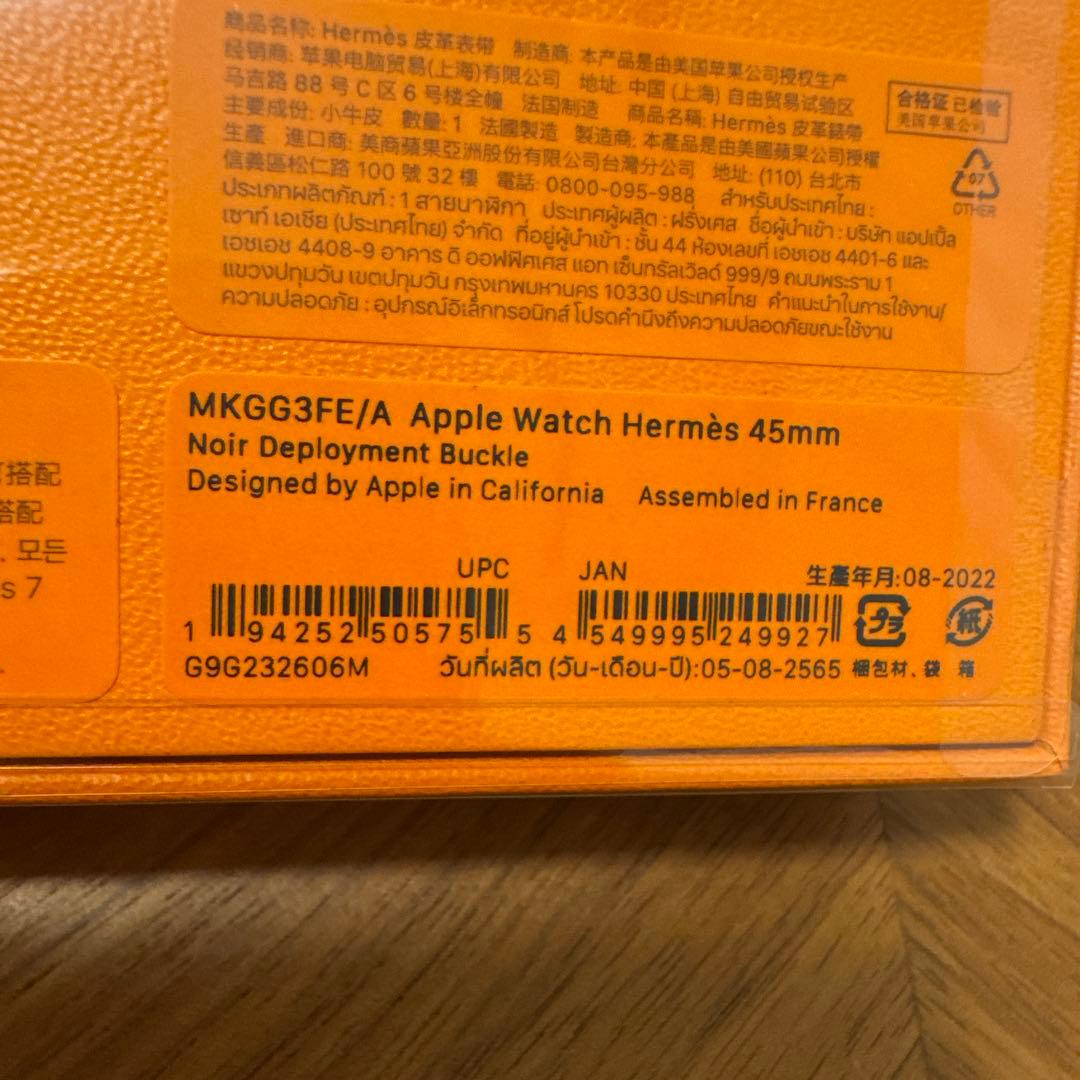 商品名称: Hermès 皮革表带 制造商: 本产品是由美国苹果公司授权生产
经销商: 苹果电脑贸易(上海)有限公司 地址: 中国 (上海) 自由贸易试验区
马吉路 88 号 C 区 6 号楼全幢 法国制造 商品名稱: Hermès 皮革錶帶
主要成份: 小牛皮 數量: 1 法國製造 製造商: 本產品是由美國蘋果公司授權
生產 進口商: 美商蘋果亞洲股份有限公司台灣分公司 地址: (110) 台北市
信義區松仁路 100 號 32 樓 電話: 0800-095-988 สำหรับประเทศไทย :
ประเภทผลิตภัณฑ์ : 1 สายนาฬิกา ประเทศผู้ผลิต : ฝรั่งเศส ชื่อผู้นำเข้า : บริษัท แอปเปิ้ล
เซาท์ เอเชีย (ประเทศไทย) จำกัด ที่อยู่ผู้นำเข้า : ชั้น 44 ห้องเลขที่ เอชเอช 4401-6 และ
เอชเอช 4408-9 อาคาร ดิ ออฟฟิศเศส แอท เซ็นทรัลเวิลด์ 999/9 ถนนพระราม 1
แขวงปทุมวัน เขตปทุมวัน กรุงเทพมหานคร 10330 ประเทศไทย คำแนะนำในการใช้งาน/
ความปลอดภัย : อุปกรณ์อิเล็กทรอนิกส์ โปรดคำนึงถึงความปลอดภัยขณะใช้งาน
合格证 已检验
美国苹果公司
07
OTHER
搭配
搭配
. 모든
s 7
MKGG3FE/A Apple Watch Hermès 45mm
Noir Deployment Buckle
Designed by Apple in California Assembled in France
UPC JAN 生產年月:08-2022
1 94252 50575 5 4 549995 249927
プラ 紙
G9G232606M วันที่ผลิต (วัน-เดือน-ปี):05-08-2565 梱包材、袋 箱